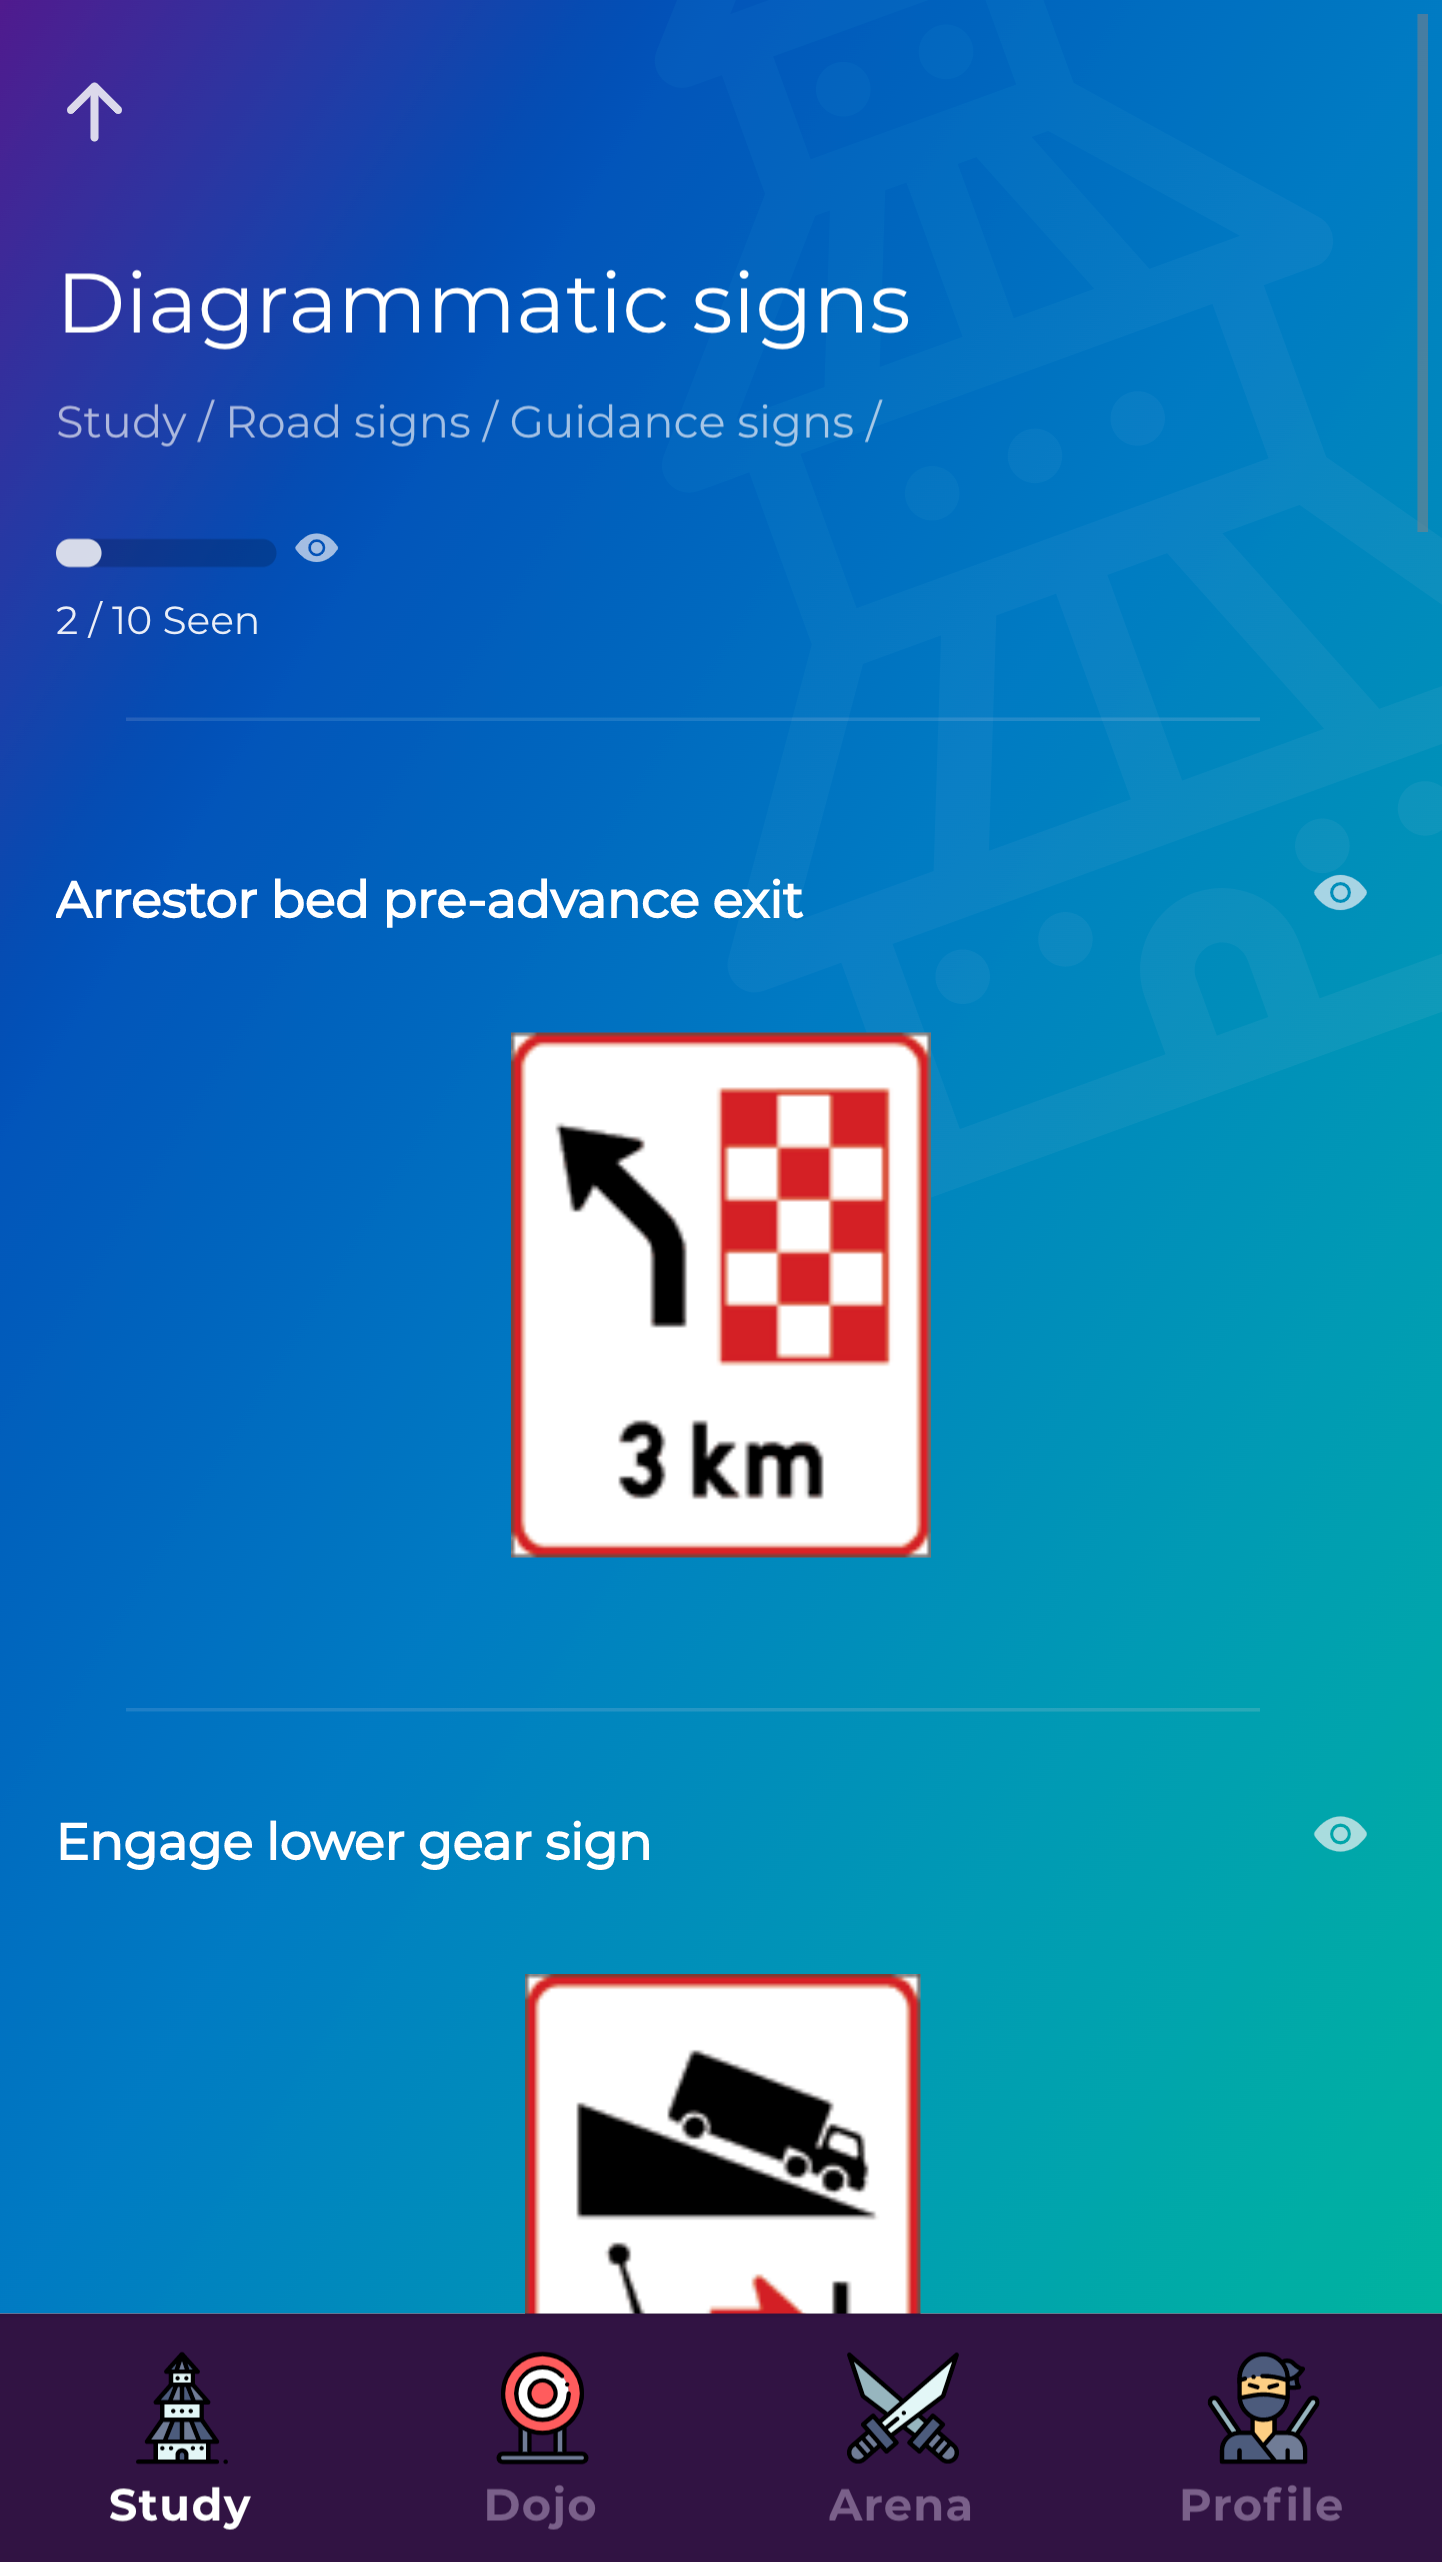 Diagrammatic signs
Study / Road signs / Guidance signs /
2 / 10 Seen
Arrestor bed pre-advance exit
3 km
Engage lower gear sign
Study
Dojo
Arena
Profile